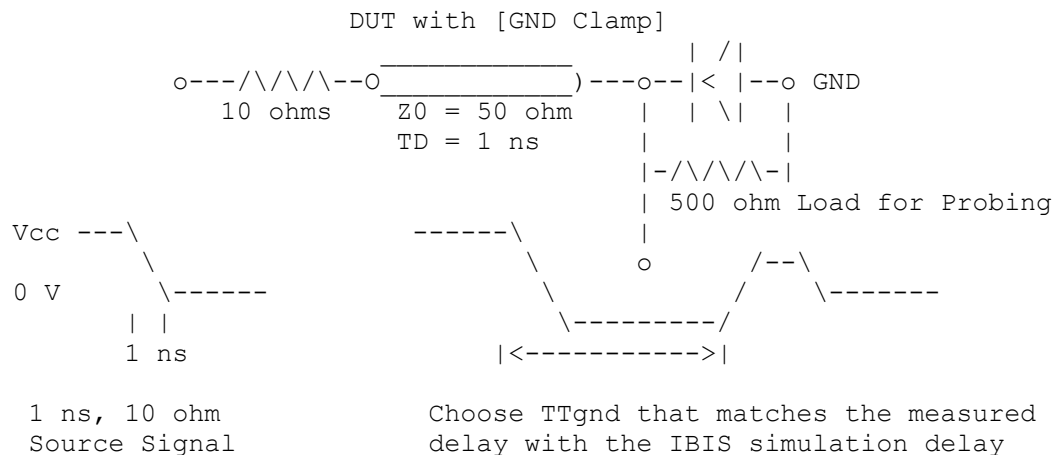 DUT with [GND Clamp]
GND
10 ohms Z0 = 50 ohm
TD = 1 ns
500 ohm Load for Probing
Vcc
0 V
1 ns
1 ns, 10 ohm
Source Signal
Choose TTgnd that matches the measured
delay with the IBIS simulation delay